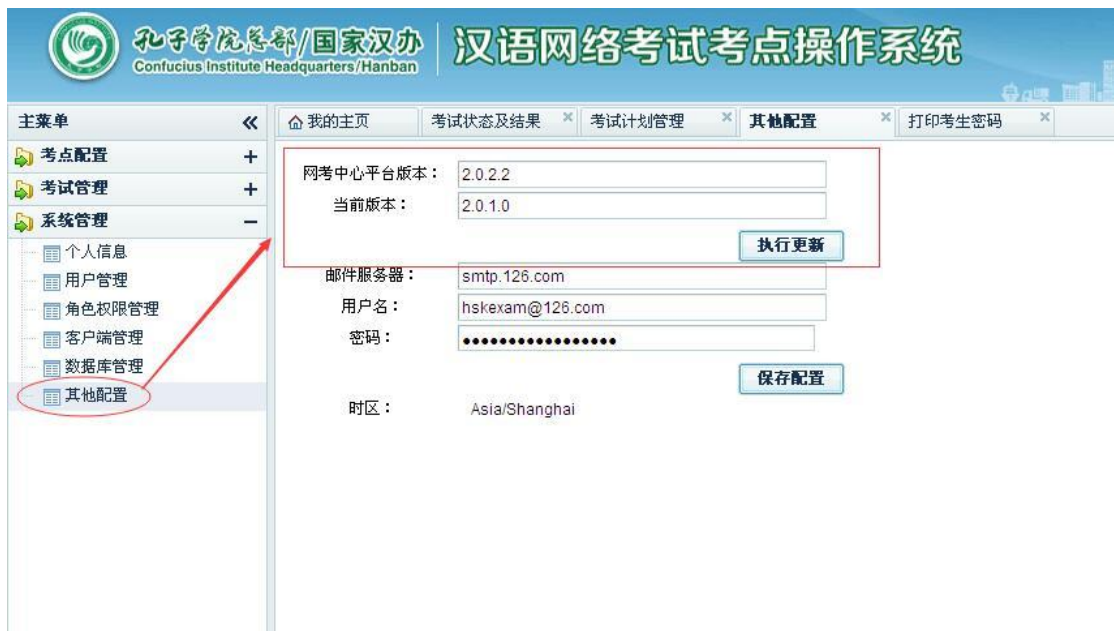 孔子学院总部/国家汉办
Confucius Institute Headquarters/Hanban
汉语网络考试考点操作系统
主菜单
我的主页 考试状态及结果 考试计划管理 其他配置 打印考生密码
考点配置
考试管理
系统管理
个人信息
用户管理
角色权限管理
客户端管理
数据库管理
其他配置
网考中心平台版本： 2.0.2.2
当前版本： 2.0.1.0
执行更新
邮件服务器： smtp.126.com
用户名： hskexam@126.com
密码： •••••••••••••••••
保存配置
时区： Asia/Shanghai